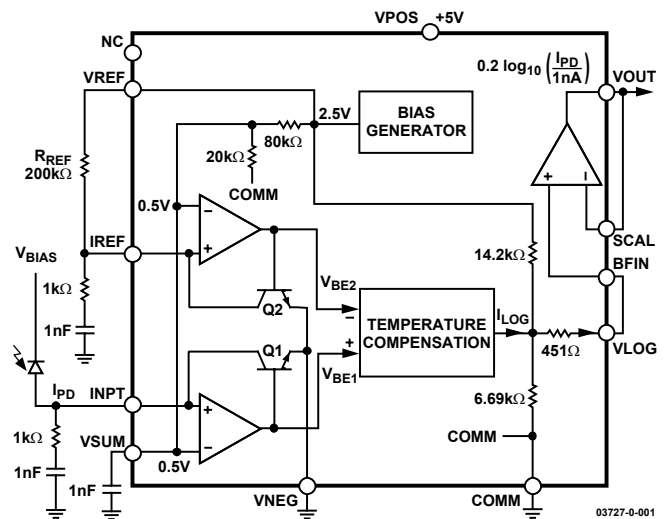 VPOS +5V
NC
0.2 log10 (IPD/1nA)
VOUT
VREF
2.5V
BIAS
GENERATOR
80kΩ
RREF
200kΩ
20kΩ
COMM
0.5V
SCAL
14.2kΩ
BFIN
IREF
VBIAS
VBE2
1kΩ
Q2
TEMPERATURE
COMPENSATION
ILOG
451Ω
VLOG
1nF
Q1
VBE1
IPD
INPT
6.69kΩ
1kΩ
VSUM
0.5V
COMM
1nF
1nF
VNEG
COMM
03727-0-001
+
−
−
+
−
+
+
−